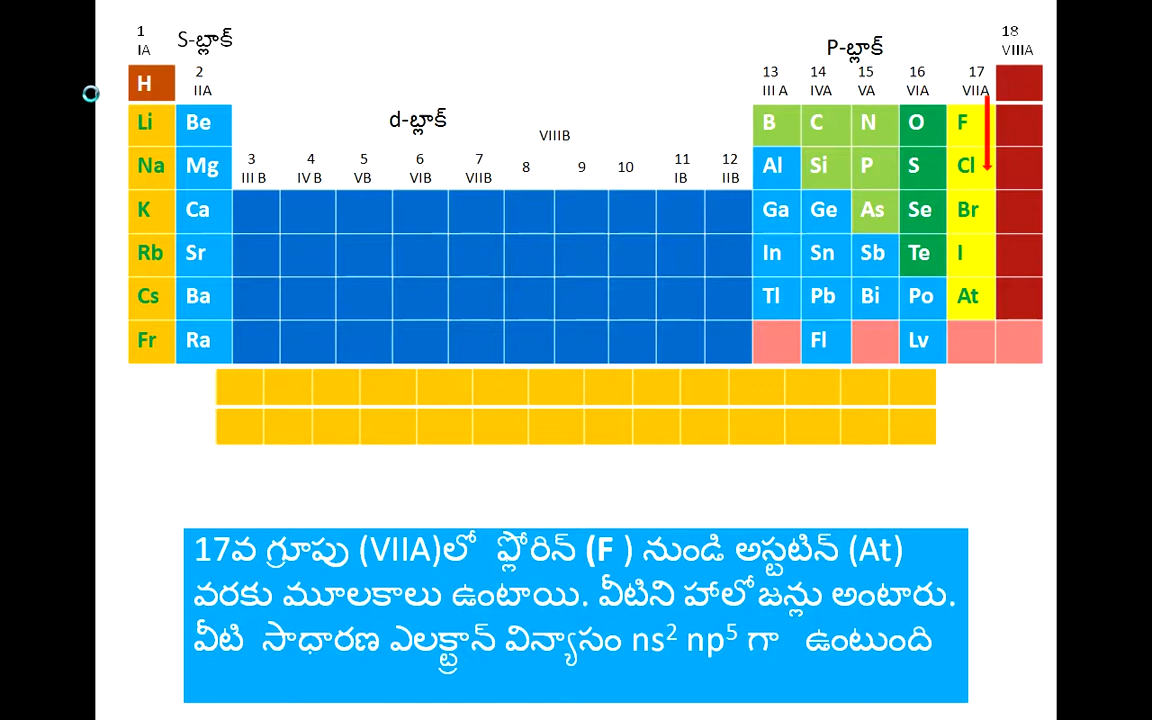 1 18
IA S-బ్లాక్ P-బ్లాక్ VIIIA
H 2 13 14 15 16 17
IIA III A IVA VA VIA VIIA
Li Be d-బ్లాక్ B C N O F
VIIIB
Na Mg 3 4 5 6 7 8 9 10 11 12 Al Si P S Cl
III B IV B VB VIB VIIB IB IIB
K Ca Ga Ge As Se Br
Rb Sr In Sn Sb Te I
Cs Ba Tl Pb Bi Po At
Fr Ra Fl Lv
17వ గ్రూపు (VIIA)లో ఫ్లోరిన్ (F ) నుండి అస్టటిన్ (At)
వరకు మూలకాలు ఉంటాయి. వీటిని హాలోజన్లు అంటారు.
వీటి సాధారణ ఎలక్ట్రాన్ విన్యాసం ns² np⁵ గా ఉంటుంది